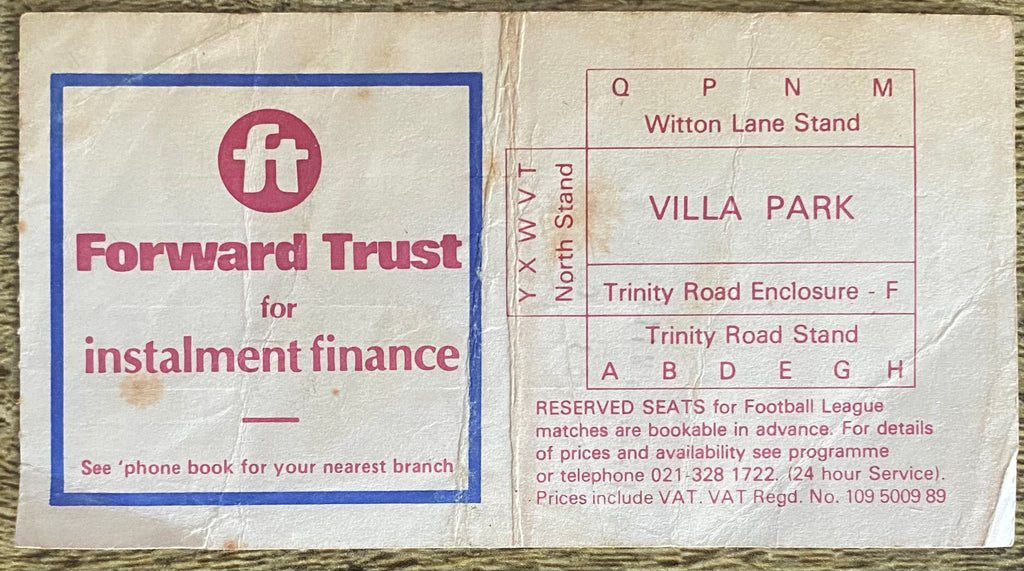 ft
Forward Trust
for
instalment finance
See 'phone book for your nearest branch
Q P N M
Witton Lane Stand
Y X W V T
North Stand
VILLA PARK
Trinity Road Enclosure - F
Trinity Road Stand
A B D E G H
RESERVED SEATS for Football League
matches are bookable in advance. For details
of prices and availability see programme
or telephone 021-328 1722. (24 hour Service).
Prices include VAT. VAT Regd. No. 109 5009 89